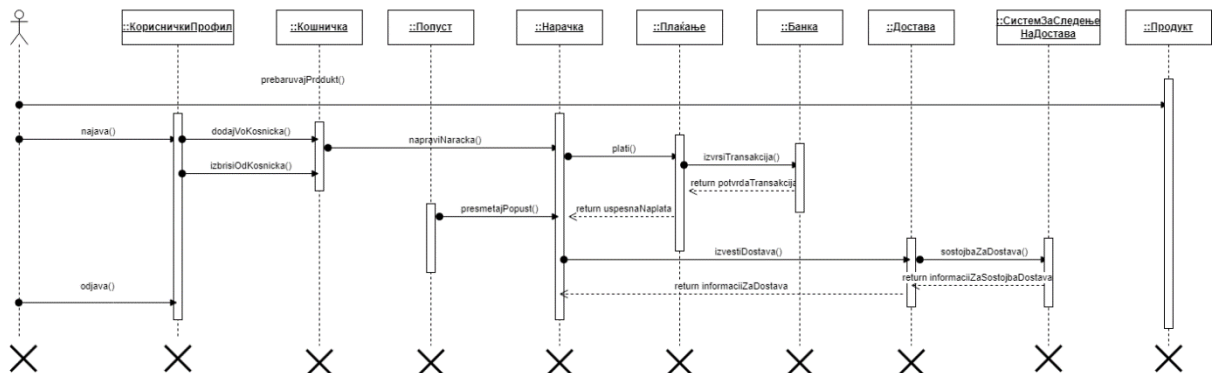 ::КорисничкиПрофил
::Кошничка
::Попуст
::Нарачка
::Плаќање
::Банка
::Достава
::СистемЗаСледење
НаДостава
::Продукт
prebaruvajProdukt()
najava()
dodajVoKosnicka()
napraviNaracka()
plati()
izvrsiTransakcija()
izbrisiOdKosnicka()
return potvrdaTransakcija
presmetajPopust()
return uspesnaNaplata
izvestiDostava()
sostojbaZaDostava()
return informaciiZaSostojbaDostava
odjava()
return informaciiZaDostava